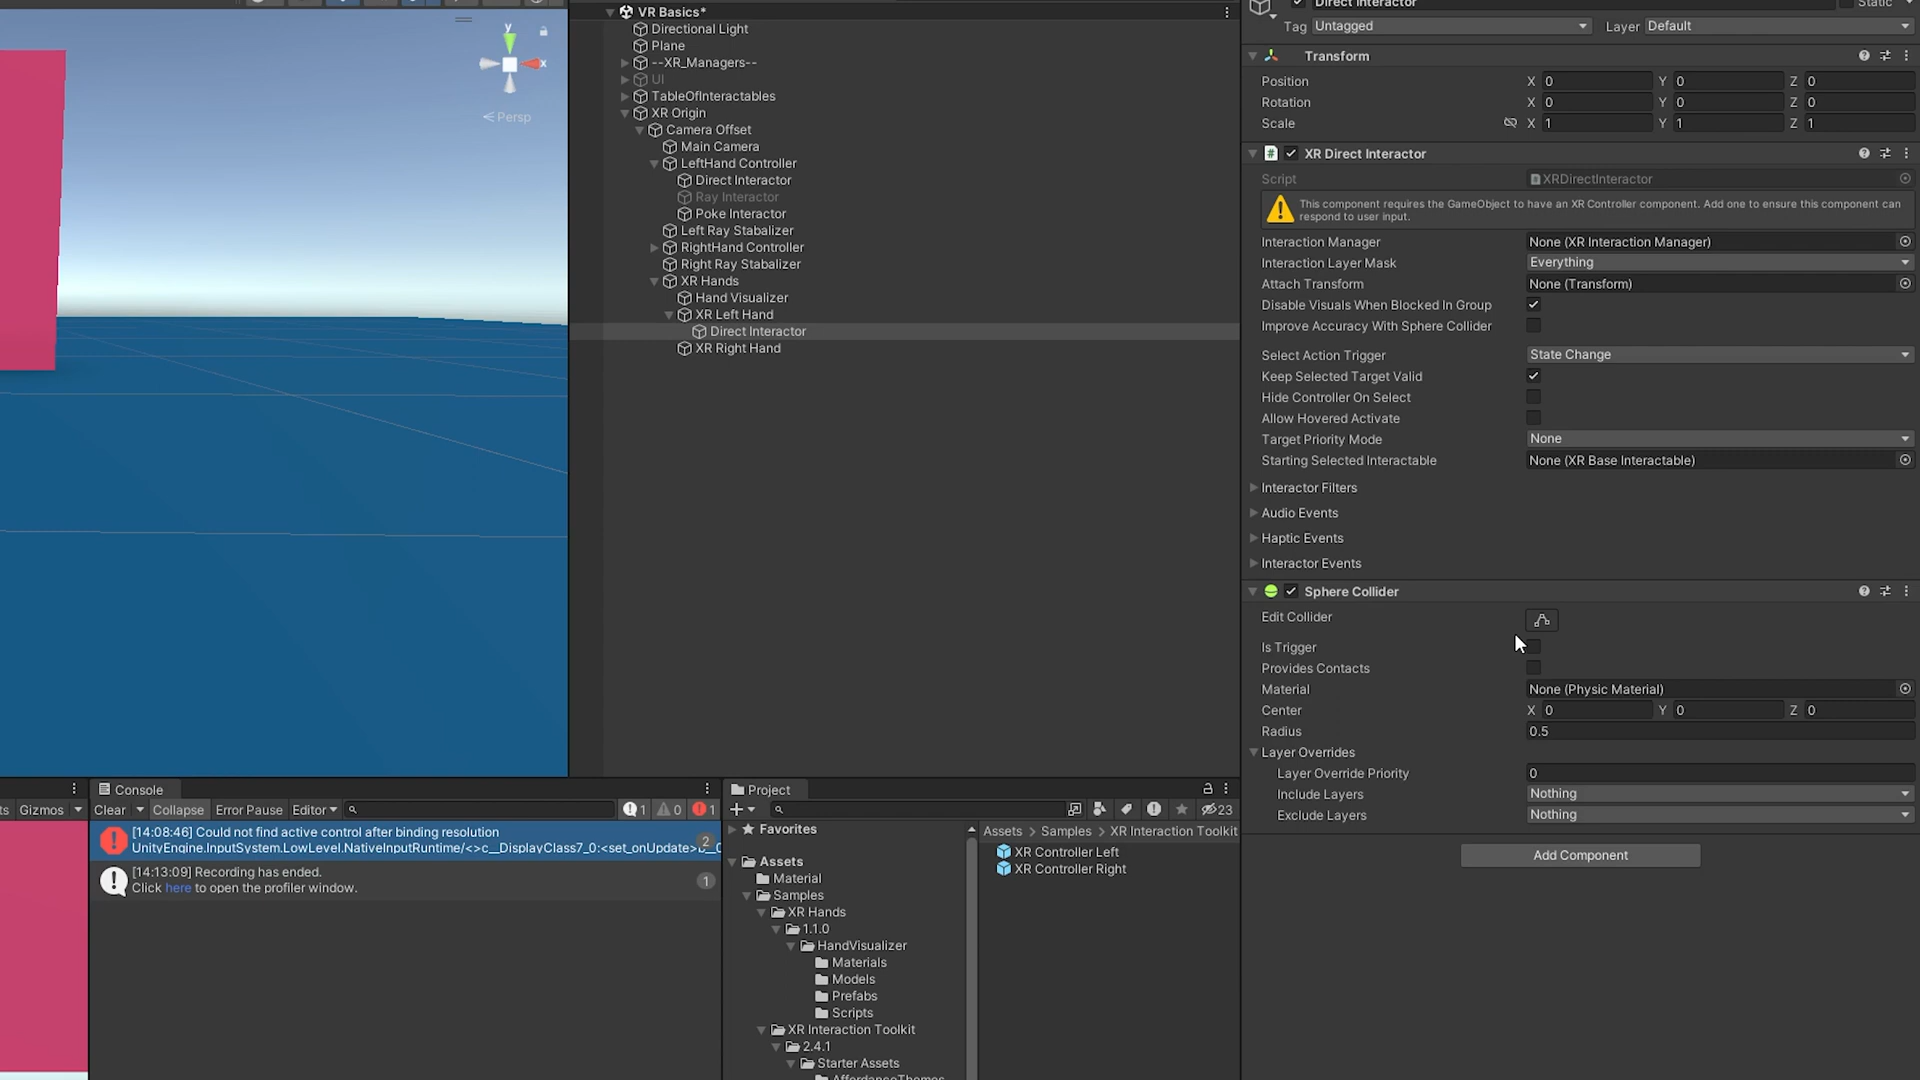 y
x
Persp
VR Basics*
Directional Light
Plane
--XR_Managers--
UI
TableOfInteractables
XR Origin
Camera Offset
Main Camera
LeftHand Controller
Direct Interactor
Ray Interactor
Poke Interactor
Left Ray Stabalizer
RightHand Controller
Right Ray Stabalizer
XR Hands
Hand Visualizer
XR Left Hand
Direct Interactor
XR Right Hand
Direct Interactor Static
Tag Untagged Layer Default
Transform
Position X 0 Y 0 Z 0
Rotation X 0 Y 0 Z 0
Scale X 1 Y 1 Z 1
# XR Direct Interactor
Script XRDirectInteractor
This component requires the GameObject to have an XR Controller component. Add one to ensure this component can
respond to user input.
Interaction Manager None (XR Interaction Manager)
Interaction Layer Mask Everything
Attach Transform None (Transform)
Disable Visuals When Blocked In Group
Improve Accuracy With Sphere Collider
Select Action Trigger State Change
Keep Selected Target Valid
Hide Controller On Select
Allow Hovered Activate
Target Priority Mode None
Starting Selected Interactable None (XR Base Interactable)
Interactor Filters
Audio Events
Haptic Events
Interactor Events
Sphere Collider
Edit Collider
Is Trigger
Provides Contacts
Material None (Physic Material)
Center X 0 Y 0 Z 0
Radius 0.5
Layer Overrides
Layer Override Priority 0
Include Layers Nothing
Exclude Layers Nothing
Add Component
Gizmos
Console
Clear Collapse Error Pause Editor 1 0 1
[14:08:46] Could not find active control after binding resolution
UnityEngine.InputSystem.LowLevel.NativeInputRuntime/<>c__DisplayClass7_0:<set_onUpdate>b__0
2
[14:13:09] Recording has ended.
Click here to open the profiler window.
1
Project
23
Favorites
Assets
Material
Samples
XR Hands
1.1.0
HandVisualizer
Materials
Models
Prefabs
Scripts
XR Interaction Toolkit
2.4.1
Starter Assets
AffordanceThemes
Assets > Samples > XR Interaction Toolkit
XR Controller Left
XR Controller Right